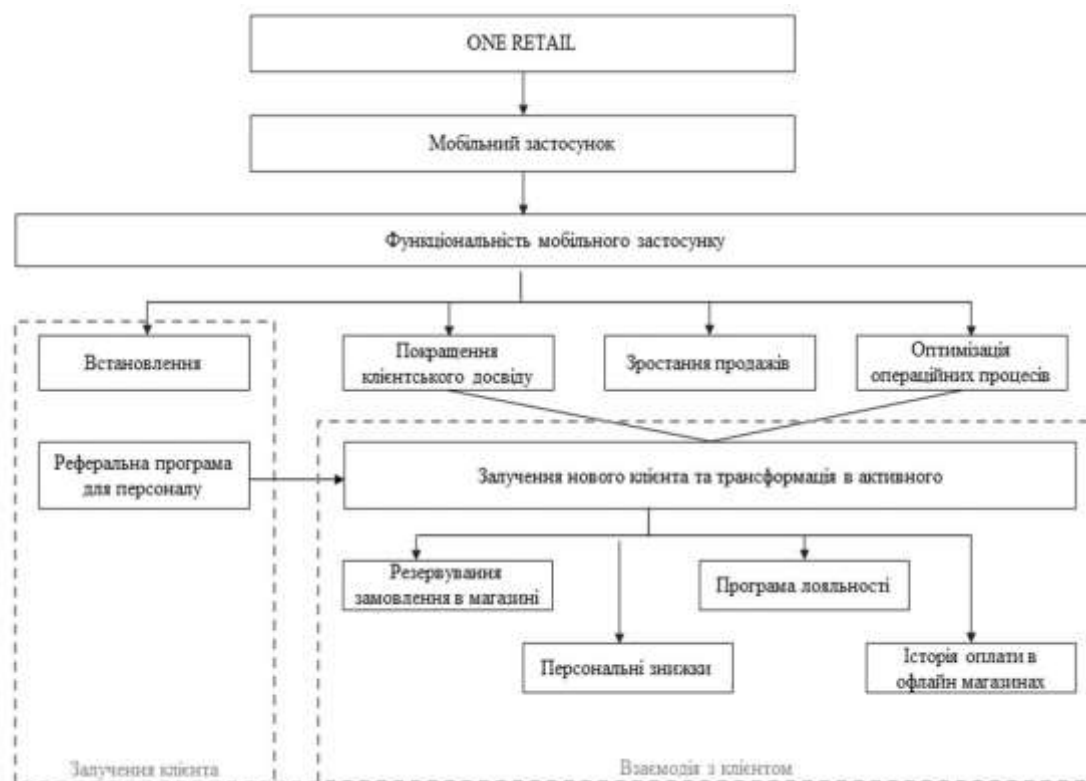 ONE RETAIL
Мобільний застосунок
Функціональність мобільного застосунку
Встановлення
Покращення
клієнтського досвіду
Зростання продажів
Оптимізація
операційних процесів
Реферальна програма
для персоналу
Залучення нового клієнта та трансформація в активного
Резервування
замовлення в магазині
Програма лояльності
Персональні знижки
Історія оплати в
офлайн магазинах
Залучення клієнта
Взаємодія з клієнтом